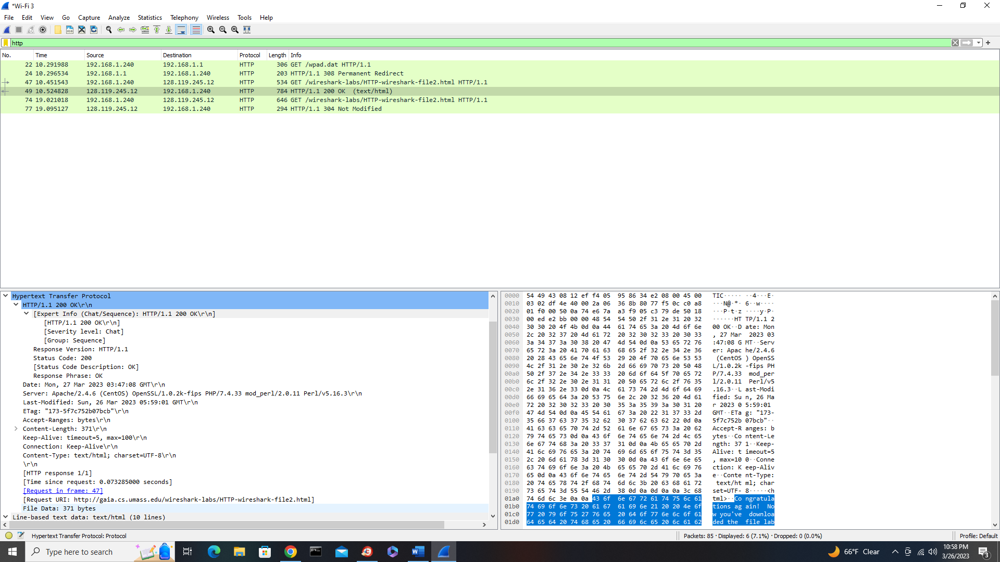 *Wi-Fi 3
File Edit View Go Capture Analyze Statistics Telephony Wireless Tools Help
http
No. Time Source Destination Protocol Length Info
22 10.291988 192.168.1.240 192.168.1.1 HTTP 306 GET /wpad.dat HTTP/1.1
24 10.296534 192.168.1.1 192.168.1.240 HTTP 203 HTTP/1.1 308 Permanent Redirect
47 10.451543 192.168.1.240 128.119.245.12 HTTP 534 GET /wireshark-labs/HTTP-wireshark-file2.html HTTP/1.1
49 10.524828 128.119.245.12 192.168.1.240 HTTP 784 HTTP/1.1 200 OK (text/html)
74 19.021018 192.168.1.240 128.119.245.12 HTTP 646 GET /wireshark-labs/HTTP-wireshark-file2.html HTTP/1.1
77 19.095127 128.119.245.12 192.168.1.240 HTTP 294 HTTP/1.1 304 Not Modified
Hypertext Transfer Protocol
HTTP/1.1 200 OK\r\n
[Expert Info (Chat/Sequence): HTTP/1.1 200 OK\r\n]
[HTTP/1.1 200 OK\r\n]
[Severity level: Chat]
[Group: Sequence]
Response Version: HTTP/1.1
Status Code: 200
[Status Code Description: OK]
Response Phrase: OK
Date: Mon, 27 Mar 2023 03:47:08 GMT\r\n
Server: Apache/2.4.6 (CentOS) OpenSSL/1.0.2k-fips PHP/7.4.33 mod_perl/2.0.11 Perl/v5.16.3\r\n
Last-Modified: Sun, 26 Mar 2023 05:59:01 GMT\r\n
ETag: "173-5f7c752b07bcb"\r\n
Accept-Ranges: bytes\r\n
Content-Length: 371\r\n
Keep-Alive: timeout=5, max=100\r\n
Connection: Keep-Alive\r\n
Content-Type: text/html; charset=UTF-8\r\n
\r\n
[HTTP response 1/1]
[Time since request: 0.073285000 seconds]
[Request in frame: 47]
[Request URI: http://gaia.cs.umass.edu/wireshark-labs/HTTP-wireshark-file2.html]
File Data: 371 bytes
Line-based text data: text/html (10 lines)
0000 54 49 43 08 12 ef f4 05 95 86 34 e2 08 00 45 00 TIC·····  ··4···E·
0010 03 02 df 4e 40 00 2a 06 36 8b 80 77 f5 0c c0 a8 ···N@·*· 6··w····
0020 01 f0 00 50 0a 74 e6 7a a3 f9 05 c3 79 de 50 18 ···P·t·z ····y·P·
0030 00 ed e2 bb 00 00 48 54 54 50 2f 31 2e 31 20 32 ······HT TP/1.1 2
0040 30 30 20 4f 4b 0d 0a 44 61 74 65 3a 20 4d 6f 6e 00 OK··D ate: Mon
0050 2c 20 32 37 20 4d 61 72 20 32 30 32 33 20 30 33 , 27 Mar  2023 03
0060 3a 34 37 3a 30 38 20 47 4d 54 0d 0a 53 65 72 76 :47:08 G MT··Serv
0070 65 72 3a 20 41 70 61 63 68 65 2f 32 2e 34 2e 36 er: Apac he/2.4.6
0080 20 28 43 65 6e 74 4f 53 29 20 4f 70 65 6e 53 53 (CentOS ) OpenSS
0090 4c 2f 31 2e 30 2e 32 6b 2d 66 69 70 73 20 50 48 L/1.0.2k -fips PH
00a0 50 2f 37 2e 34 2e 33 33 20 6d 6f 64 5f 70 65 72 P/7.4.33  mod_per
00b0 6c 2f 32 2e 30 2e 31 31 20 50 65 72 6c 2f 76 35 l/2.0.11  Perl/v5
00c0 2e 31 36 2e 33 0d 0a 4c 61 73 74 2d 4d 6f 64 69 .16.3··L ast-Modi
00d0 66 69 65 64 3a 20 53 75 6e 2c 20 32 36 20 4d 61 fied: Su n, 26 Ma
00e0 72 20 32 30 32 33 20 30 35 3a 35 39 3a 30 31 20 r 2023 0 5:59:01
00f0 47 4d 54 0d 0a 45 54 61 67 3a 20 22 31 37 33 2d GMT··ETa g: "173-
0100 35 66 37 63 37 35 32 62 30 37 62 63 62 22 0d 0a 5f7c752b 07bcb"··
0110 41 63 63 65 70 74 2d 52 61 6e 67 65 73 3a 20 62 Accept-R anges: b
0120 79 74 65 73 0d 0a 43 6f 6e 74 65 6e 74 2d 4c 65 ytes··Co ntent-Le
0130 6e 67 74 68 3a 20 33 37 31 0d 0a 4b 65 65 70 2d ngth: 37 1··Keep-
0140 41 6c 69 76 65 3a 20 74 69 6d 65 6f 75 74 3d 35 Alive: t imeout=5
0150 2c 20 6d 61 78 3d 31 30 30 0d 0a 43 6f 6e 6e 65 , max=10 0··Conne
0160 63 74 69 6f 6e 3a 20 4b 65 65 70 2d 41 6c 69 76 ction: K eep-Aliv
0170 65 0d 0a 43 6f 6e 74 65 6e 74 2d 54 79 70 65 3a e··Conte nt-Type:
0180 20 74 65 78 74 2f 68 74 6d 6c 3b 20 63 68 61 72 text/ht ml; char
0190 73 65 74 3d 55 54 46 2d 38 0d 0a 0d 0a 0a 3c 68 set=UTF- 8·····<h
01a0 74 6d 6c 3e 0a 0a 43 6f 6e 67 72 61 74 75 6c 61 tml>··Co ngratula
01b0 74 69 6f 6e 73 20 61 67 61 69 6e 21 20 20 4e 6f tions ag ain!  No
01c0 77 20 79 6f 75 27 76 65 20 64 6f 77 6e 6c 6f 61 w you've  downloa
01d0 64 65 64 20 74 68 65 20 66 69 6c 65 20 6c 61 62 ded the  file lab
Hypertext Transfer Protocol: Protocol
Packets: 85 · Displayed: 6 (7.1%) · Dropped: 0 (0.0%)
Profile: Default
Type here to search
66°F Clear
10:58 PM
3/26/2023
3